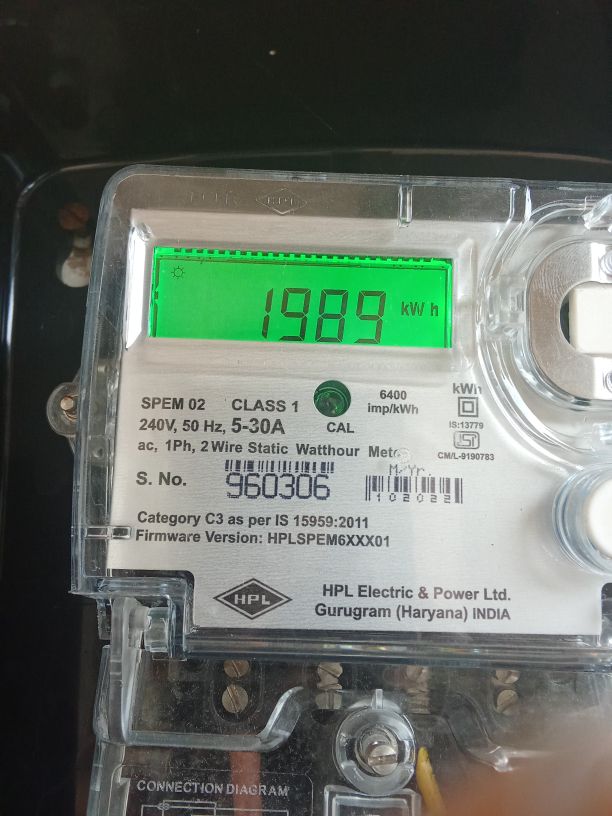 HPL
1989 kWh
SPEM 02 CLASS 1 6400 imp/kWh kWh
240V, 50 Hz, 5-30A CAL IS:13779
ac, 1Ph, 2 Wire Static Watthour CM/L-9190783
M/Yr.
S. No. 960306 102022
Category C3 as per IS 15959:2011
Firmware Version: HPLSPEM6XXX01
HPL HPL Electric & Power Ltd.
Gurugram (Haryana) INDIA
CONNECTION DIAGRAM